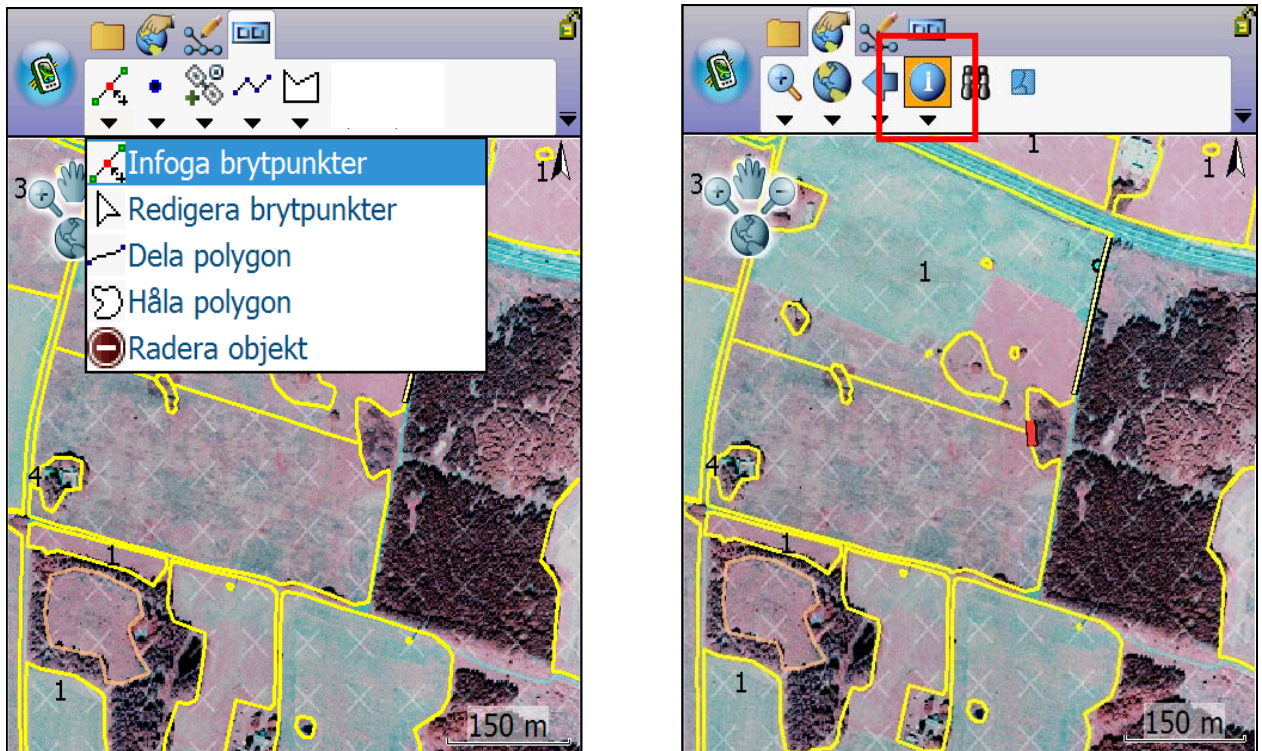 Infoga brytpunkter
Redigera brytpunkter
Dela polygon
Håla polygon
Radera objekt
3
1
4
1
1
150 m
1
1
3
1
4
1
1
150 m